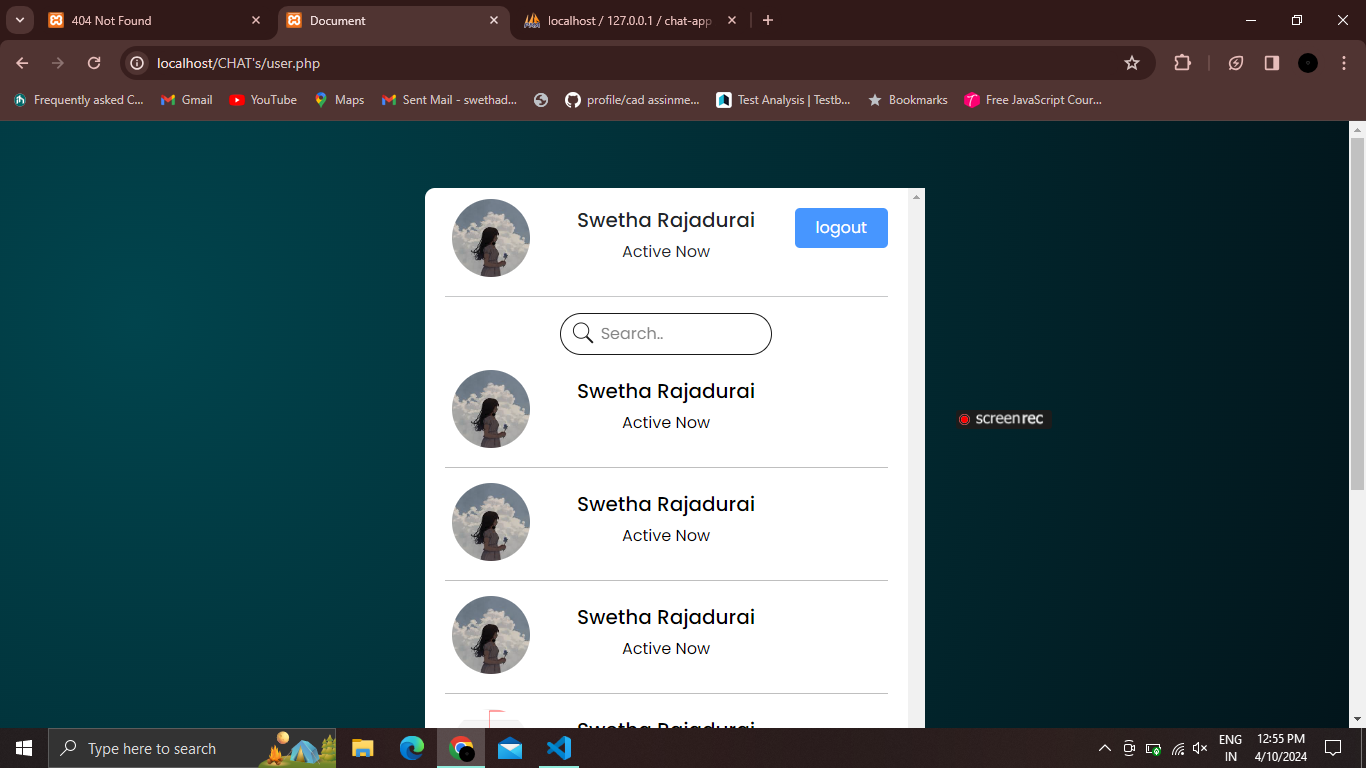 404 Not Found
Document
localhost / 127.0.0.1 / chat-app
localhost/CHAT's/user.php
Frequently asked C...
Gmail
YouTube
Maps
Sent Mail - swethad...
profile/cad assinme...
Test Analysis | Testb...
Bookmarks
Free JavaScript Cour...
Swetha Rajadurai
Active Now
logout
Search..
Swetha Rajadurai
Active Now
screenrec
Swetha Rajadurai
Active Now
Swetha Rajadurai
Active Now
Swetha Rajadurai
Type here to search
ENG
IN
12:55 PM
4/10/2024